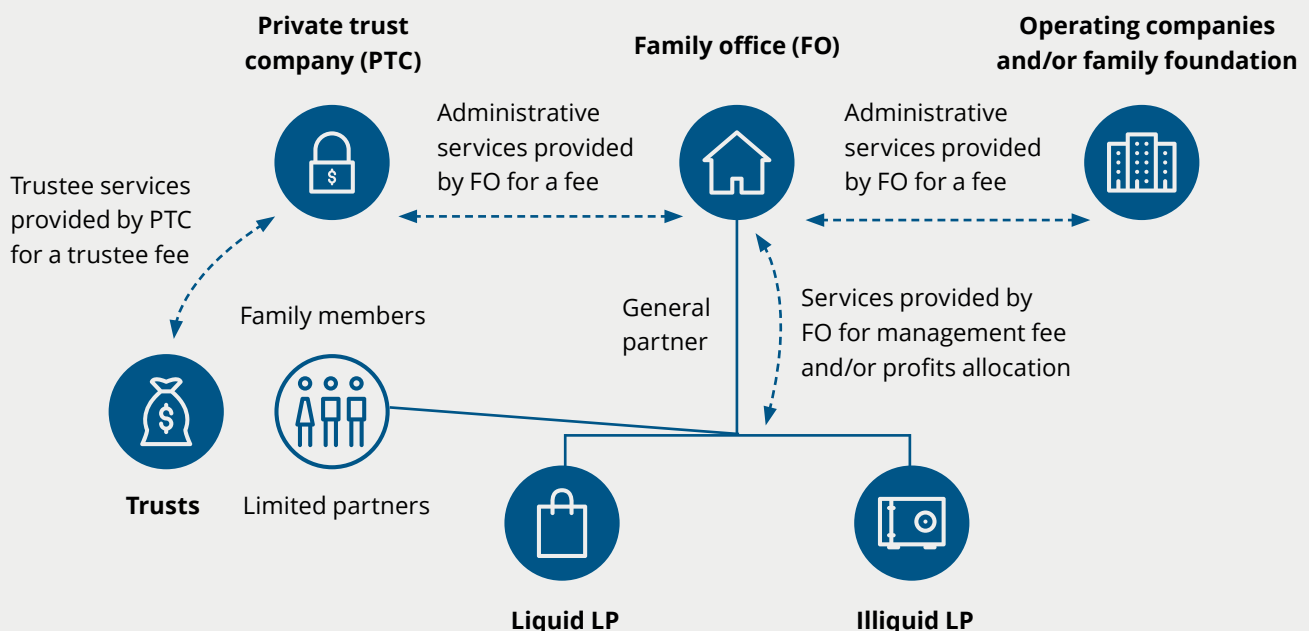 Private trust
company (PTC)
Family office (FO)
Operating companies
and/or family foundation
Administrative
services provided
by FO for a fee
Administrative
services provided
by FO for a fee
Trustee services
provided by PTC
for a trustee fee
$
Family members
General
partner
Services provided by
FO for management fee
and/or profits allocation
$
Trusts
Limited partners
Liquid LP
Illiquid LP